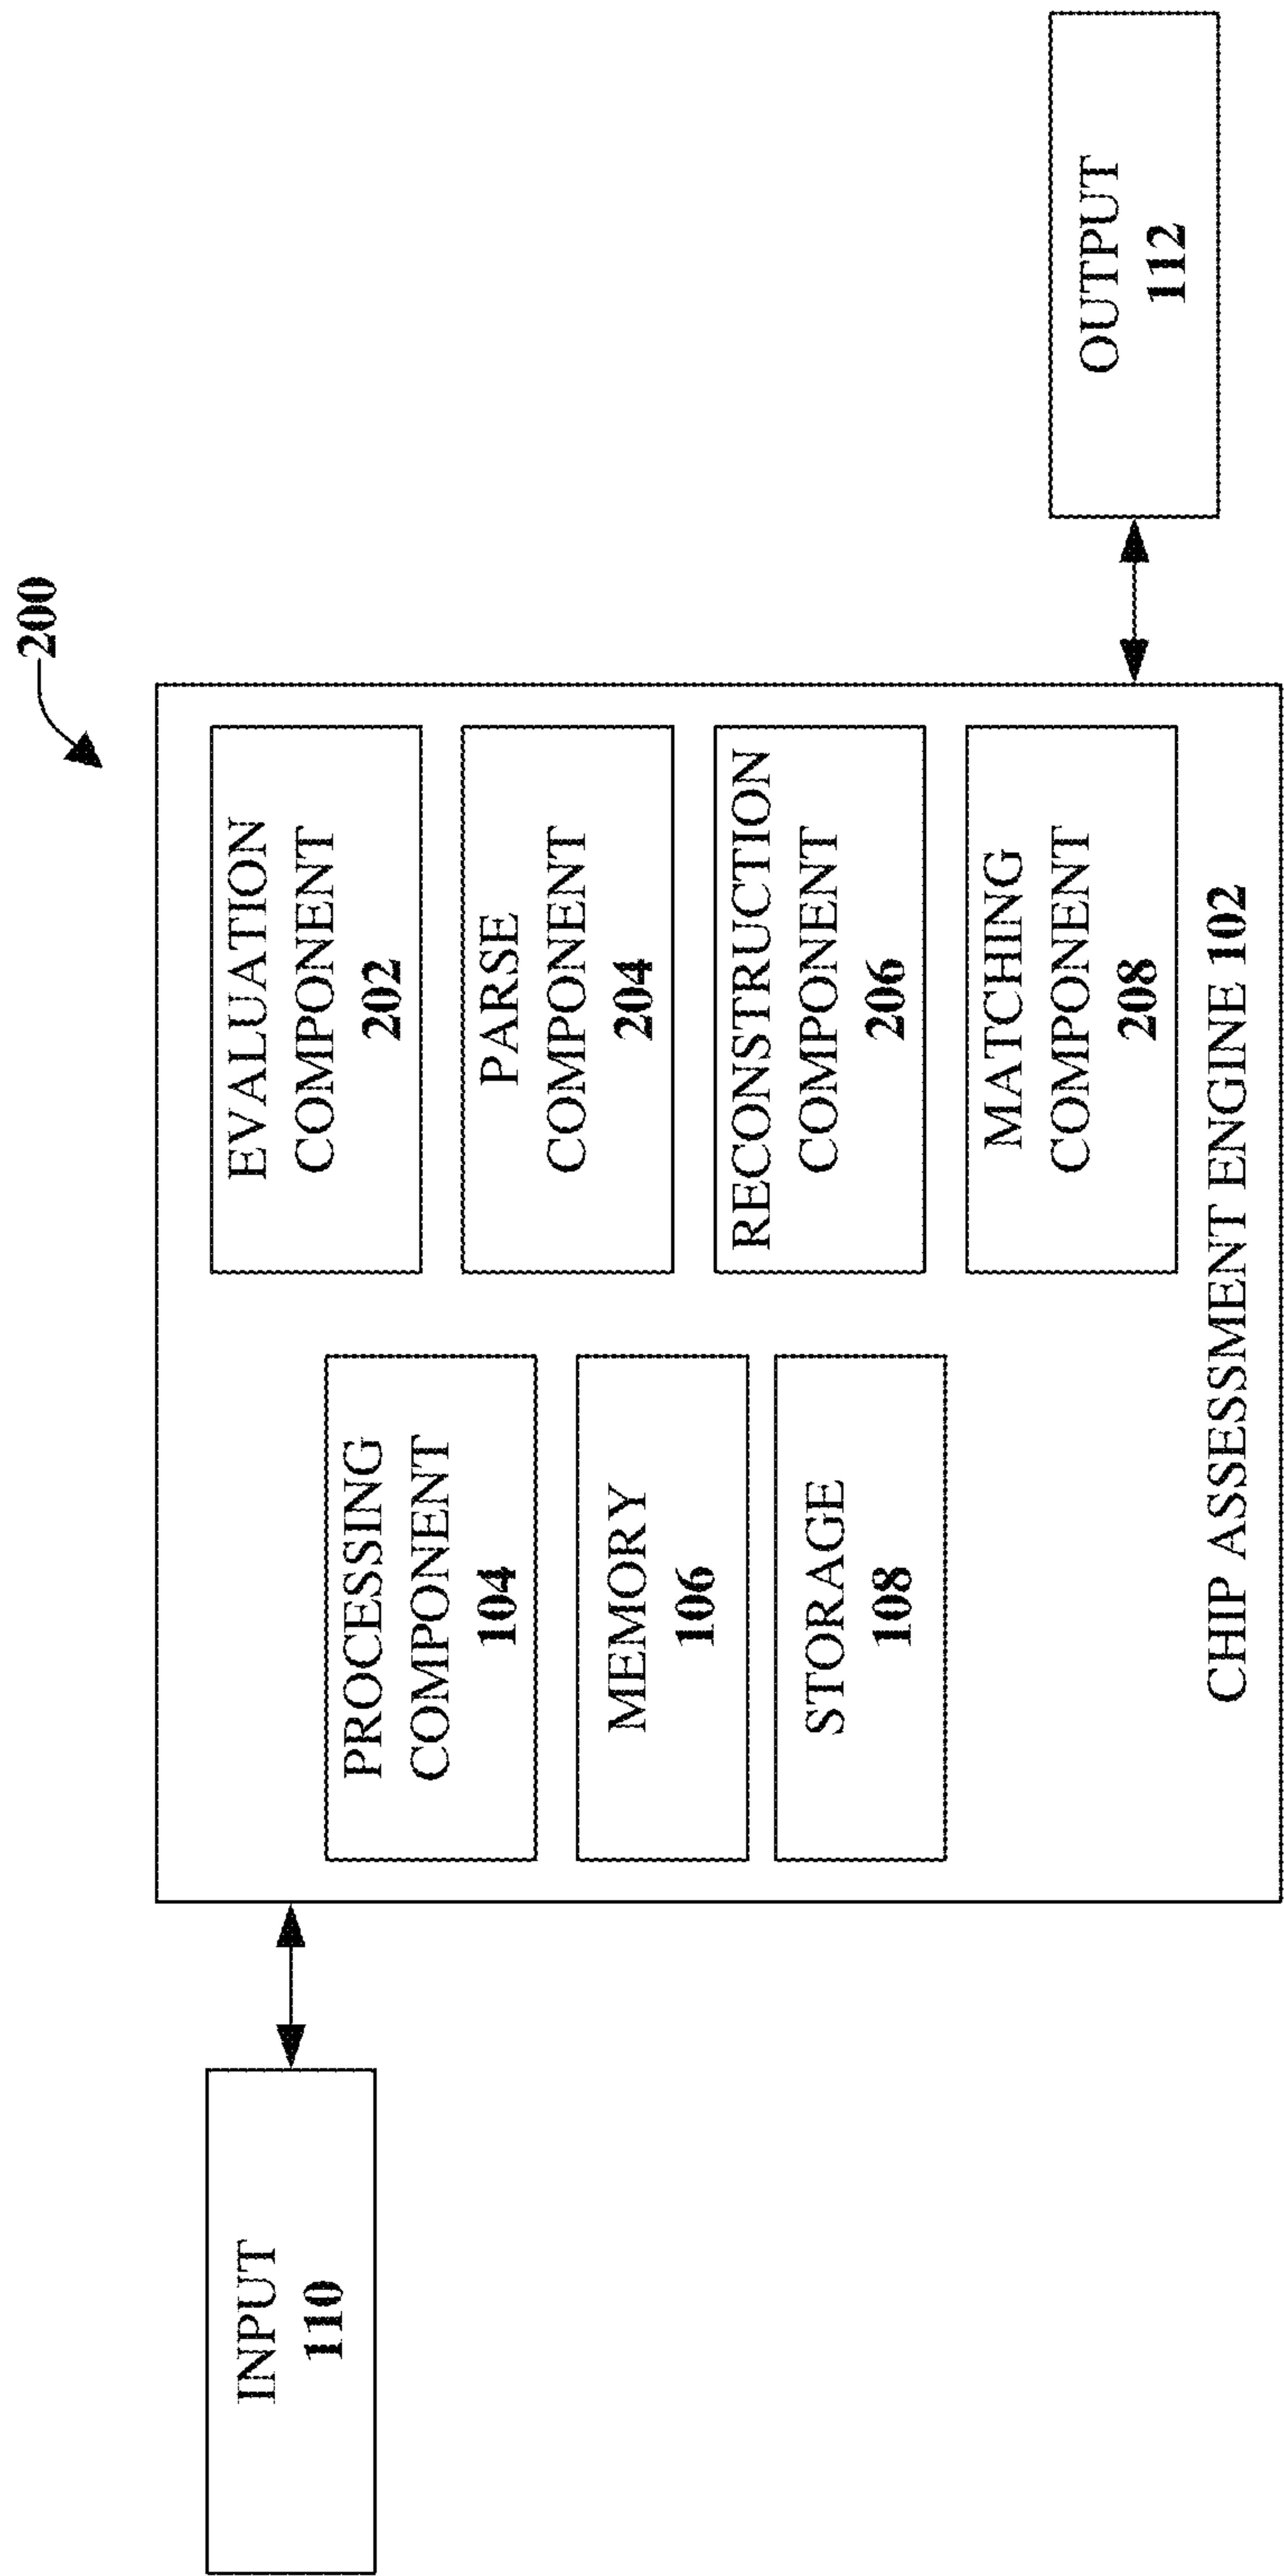 200
INPUT
110
PROCESSING
COMPONENT
104
MEMORY
106
STORAGE
108
EVALUATION
COMPONENT
202
PARSE
COMPONENT
204
RECONSTRUCTION
COMPONENT
206
MATCHING
COMPONENT
208
CHIP ASSESSMENT ENGINE 102
OUTPUT
112